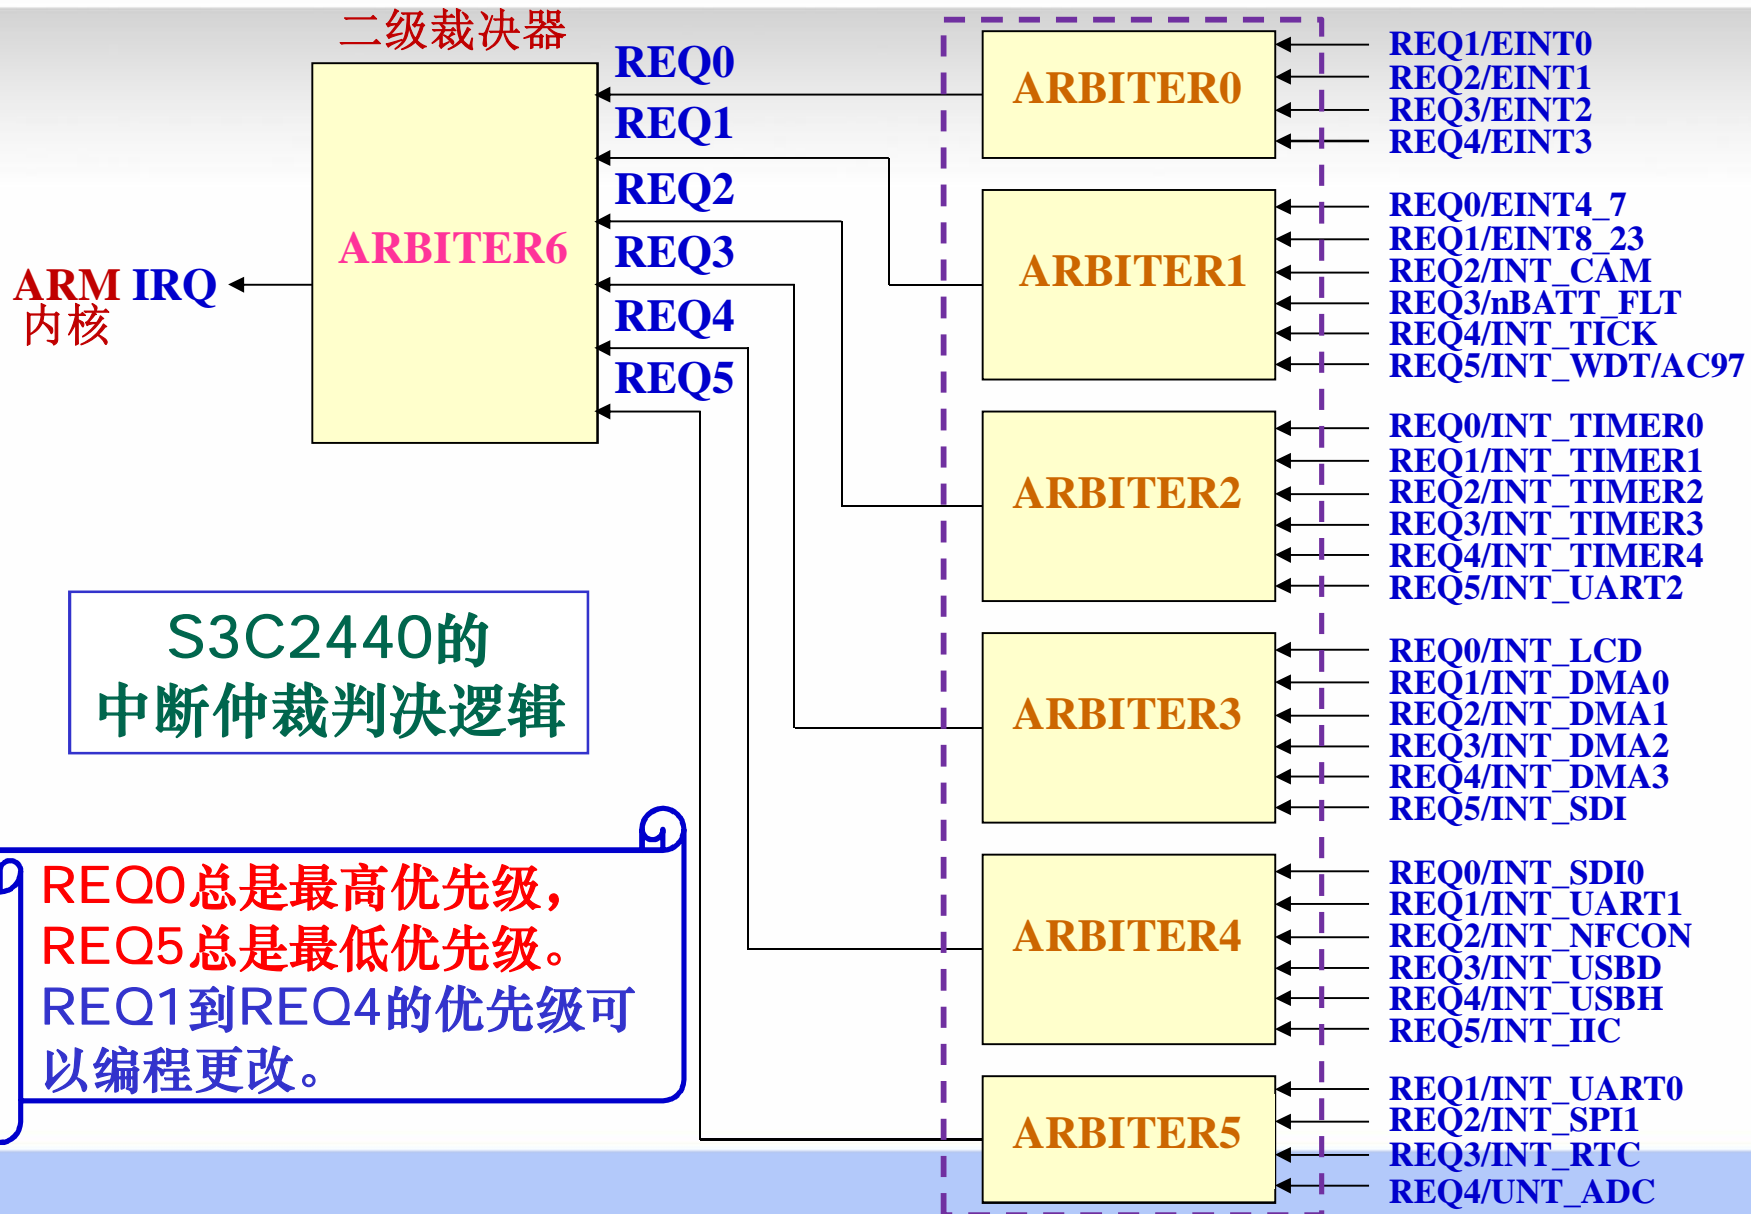 二级裁决器
REQ0
REQ1
REQ2
REQ3
REQ4
REQ5
ARBITER6
ARM IRQ
内核
ARBITER0
REQ1/EINT0
REQ2/EINT1
REQ3/EINT2
REQ4/EINT3
ARBITER1
REQ0/EINT4_7
REQ1/EINT8_23
REQ2/INT_CAM
REQ3/nBATT_FLT
REQ4/INT_TICK
REQ5/INT_WDT/AC97
ARBITER2
REQ0/INT_TIMER0
REQ1/INT_TIMER1
REQ2/INT_TIMER2
REQ3/INT_TIMER3
REQ4/INT_TIMER4
REQ5/INT_UART2
ARBITER3
REQ0/INT_LCD
REQ1/INT_DMA0
REQ2/INT_DMA1
REQ3/INT_DMA2
REQ4/INT_DMA3
REQ5/INT_SDI
ARBITER4
REQ0/INT_SDI0
REQ1/INT_UART1
REQ2/INT_NFCON
REQ3/INT_USBD
REQ4/INT_USBH
REQ5/INT_IIC
ARBITER5
REQ1/INT_UART0
REQ2/INT_SPI1
REQ3/INT_RTC
REQ4/UNT_ADC
S3C2440的
中断仲裁判决逻辑
REQ0总是最高优先级，
REQ5总是最低优先级。
REQ1到REQ4的优先级可
以编程更改。